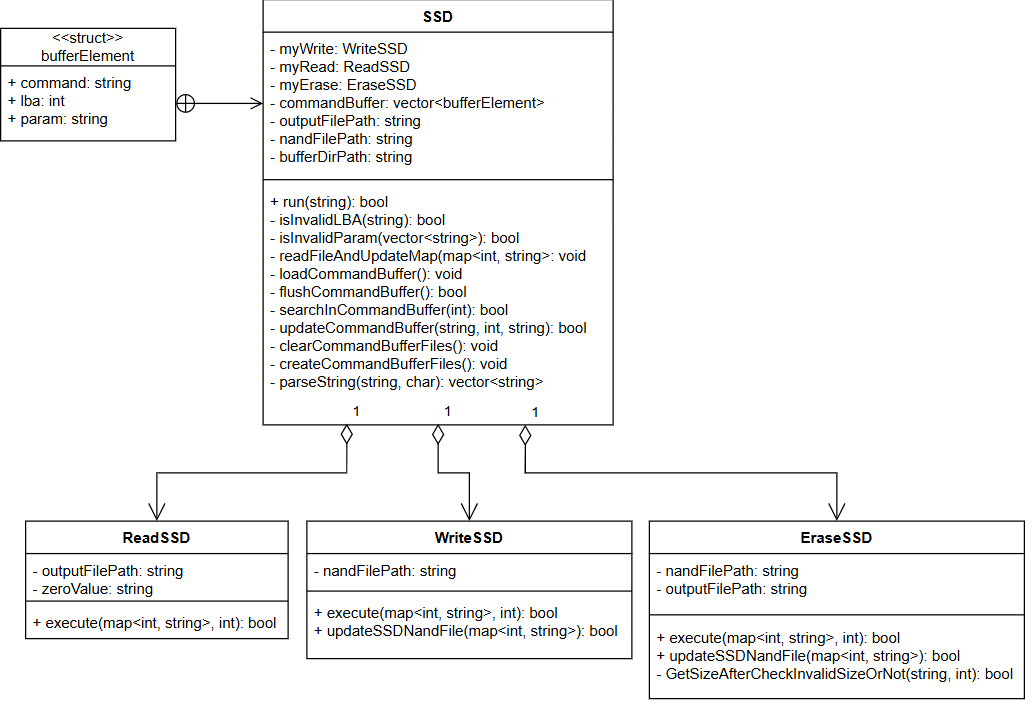 <<struct>>
bufferElement
+ command: string
+ lba: int
+ param: string
SSD
- myWrite: WriteSSD
- myRead: ReadSSD
- myErase: EraseSSD
- commandBuffer: vector<bufferElement>
- outputFilePath: string
- nandFilePath: string
- bufferDirPath: string
+ run(string): bool
- isInvalidLBA(string): bool
- isInvalidParam(vector<string>): bool
- readFileAndUpdateMap(map<int, string>: void
- loadCommandBuffer(): void
- flushCommandBuffer(): bool
- searchInCommandBuffer(int): bool
- updateCommandBuffer(string, int, string): bool
- clearCommandBufferFiles(): void
- createCommandBufferFiles(): void
- parseString(string, char): vector<string>
1 1 1
ReadSSD
- outputFilePath: string
- zeroValue: string
+ execute(map<int, string>, int): bool
WriteSSD
- nandFilePath: string
+ execute(map<int, string>, int): bool
+ updateSSDNandFile(map<int, string>): bool
EraseSSD
- nandFilePath: string
- outputFilePath: string
+ execute(map<int, string>, int): bool
+ updateSSDNandFile(map<int, string>): bool
- GetSizeAfterCheckInvalidSizeOrNot(string, int): bool